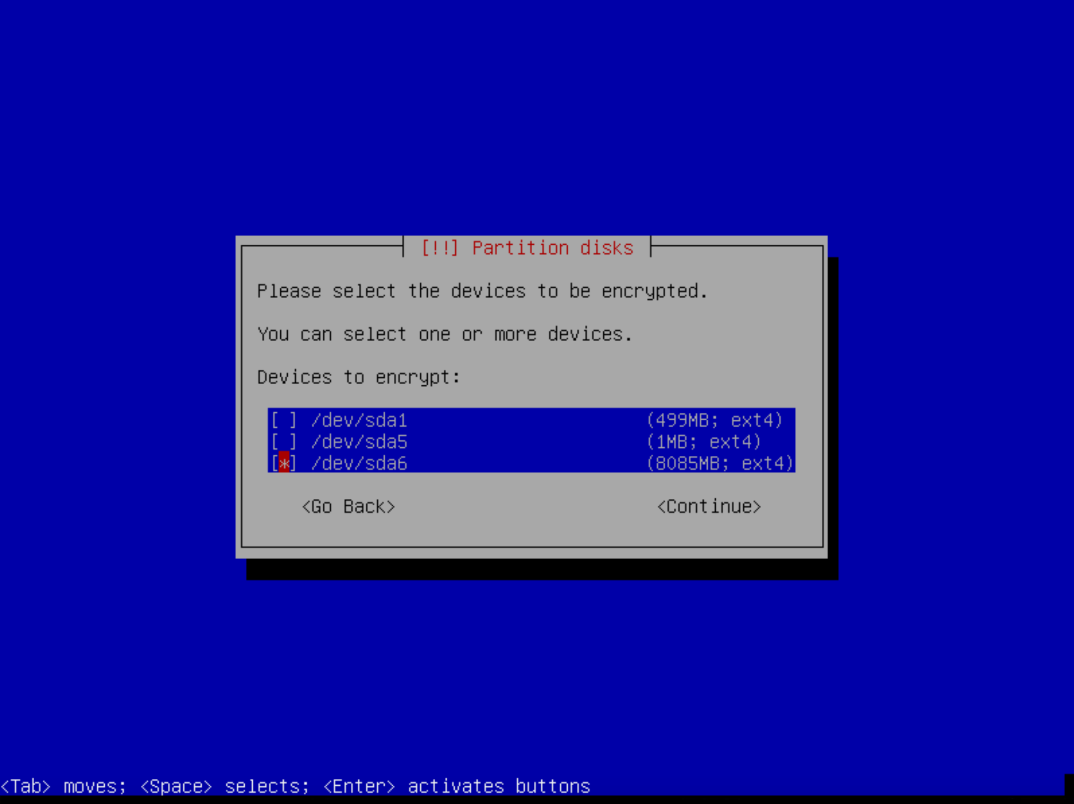 [!!] Partition disks
Please select the devices to be encrypted.
You can select one or more devices.
Devices to encrypt:
[ ] /dev/sda1 (499MB; ext4)
[ ] /dev/sda5 (1MB; ext4)
[*] /dev/sda6 (8085MB; ext4)
<Go Back> <Continue>
<Tab> moves; <Space> selects; <Enter> activates buttons